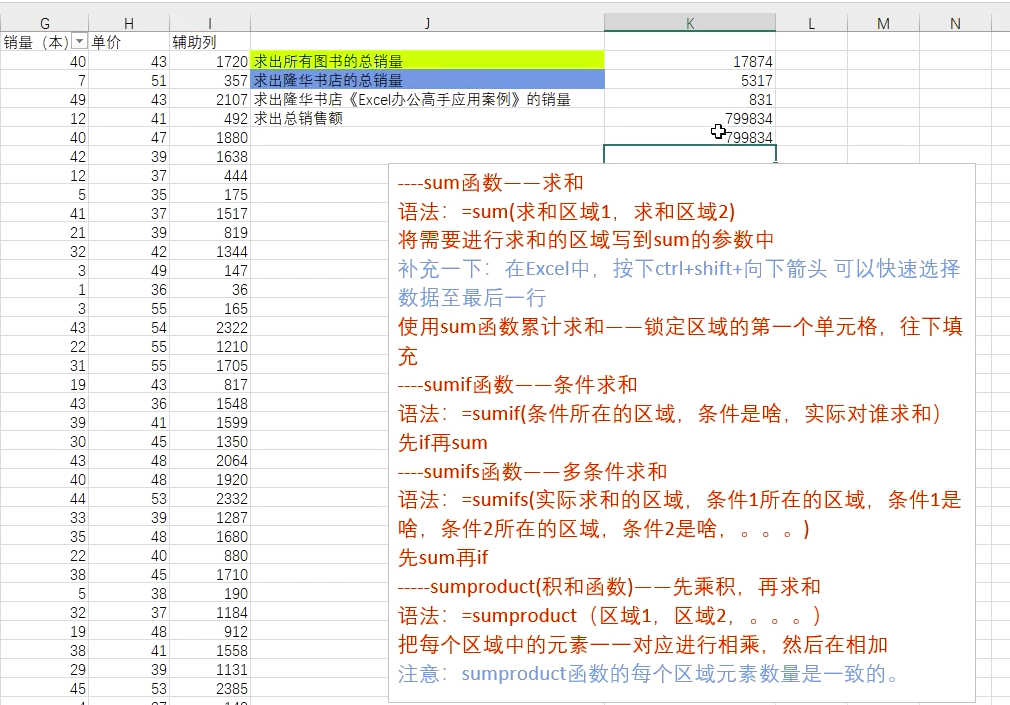 G H I J K L M N
销量（本） 单价 辅助列
40 43 1720 求出所有图书的总销量 17874
7 51 357 求出隆华书店的总销量 5317
49 43 2107 求出隆华书店《Excel办公高手应用案例》的销量 831
12 41 492 求出总销售额 799834
40 47 1880 799834
42 39 1638
12 37 444
5 35 175
41 37 1517
21 39 819
32 42 1344
3 49 147
1 36 36
3 55 165
43 54 2322
22 55 1210
31 55 1705
19 43 817
43 36 1548
39 41 1599
30 45 1350
43 48 2064
40 48 1920
44 53 2332
33 39 1287
35 48 1680
22 40 880
38 45 1710
5 38 190
32 37 1184
19 48 912
38 41 1558
29 39 1131
45 53 2385
----sum函数——求和
语法：=sum(求和区域1，求和区域2)
将需要进行求和的区域写到sum的参数中
补充一下：在Excel中，按下ctrl+shift+向下箭头 可以快速选择
数据至最后一行
使用sum函数累计求和——锁定区域的第一个单元格，往下填
充
----sumif函数——条件求和
语法：=sumif(条件所在的区域，条件是啥，实际对谁求和）
先if再sum
----sumifs函数——多条件求和
语法：=sumifs(实际求和的区域，条件1所在的区域，条件1是
啥，条件2所在的区域，条件2是啥，。。。)
先sum再if
-----sumproduct(积和函数)——先乘积，再求和
语法：=sumproduct（区域1，区域2，。。。）
把每个区域中的元素一一对应进行相乘，然后在相加
注意：sumproduct函数的每个区域元素数量是一致的。